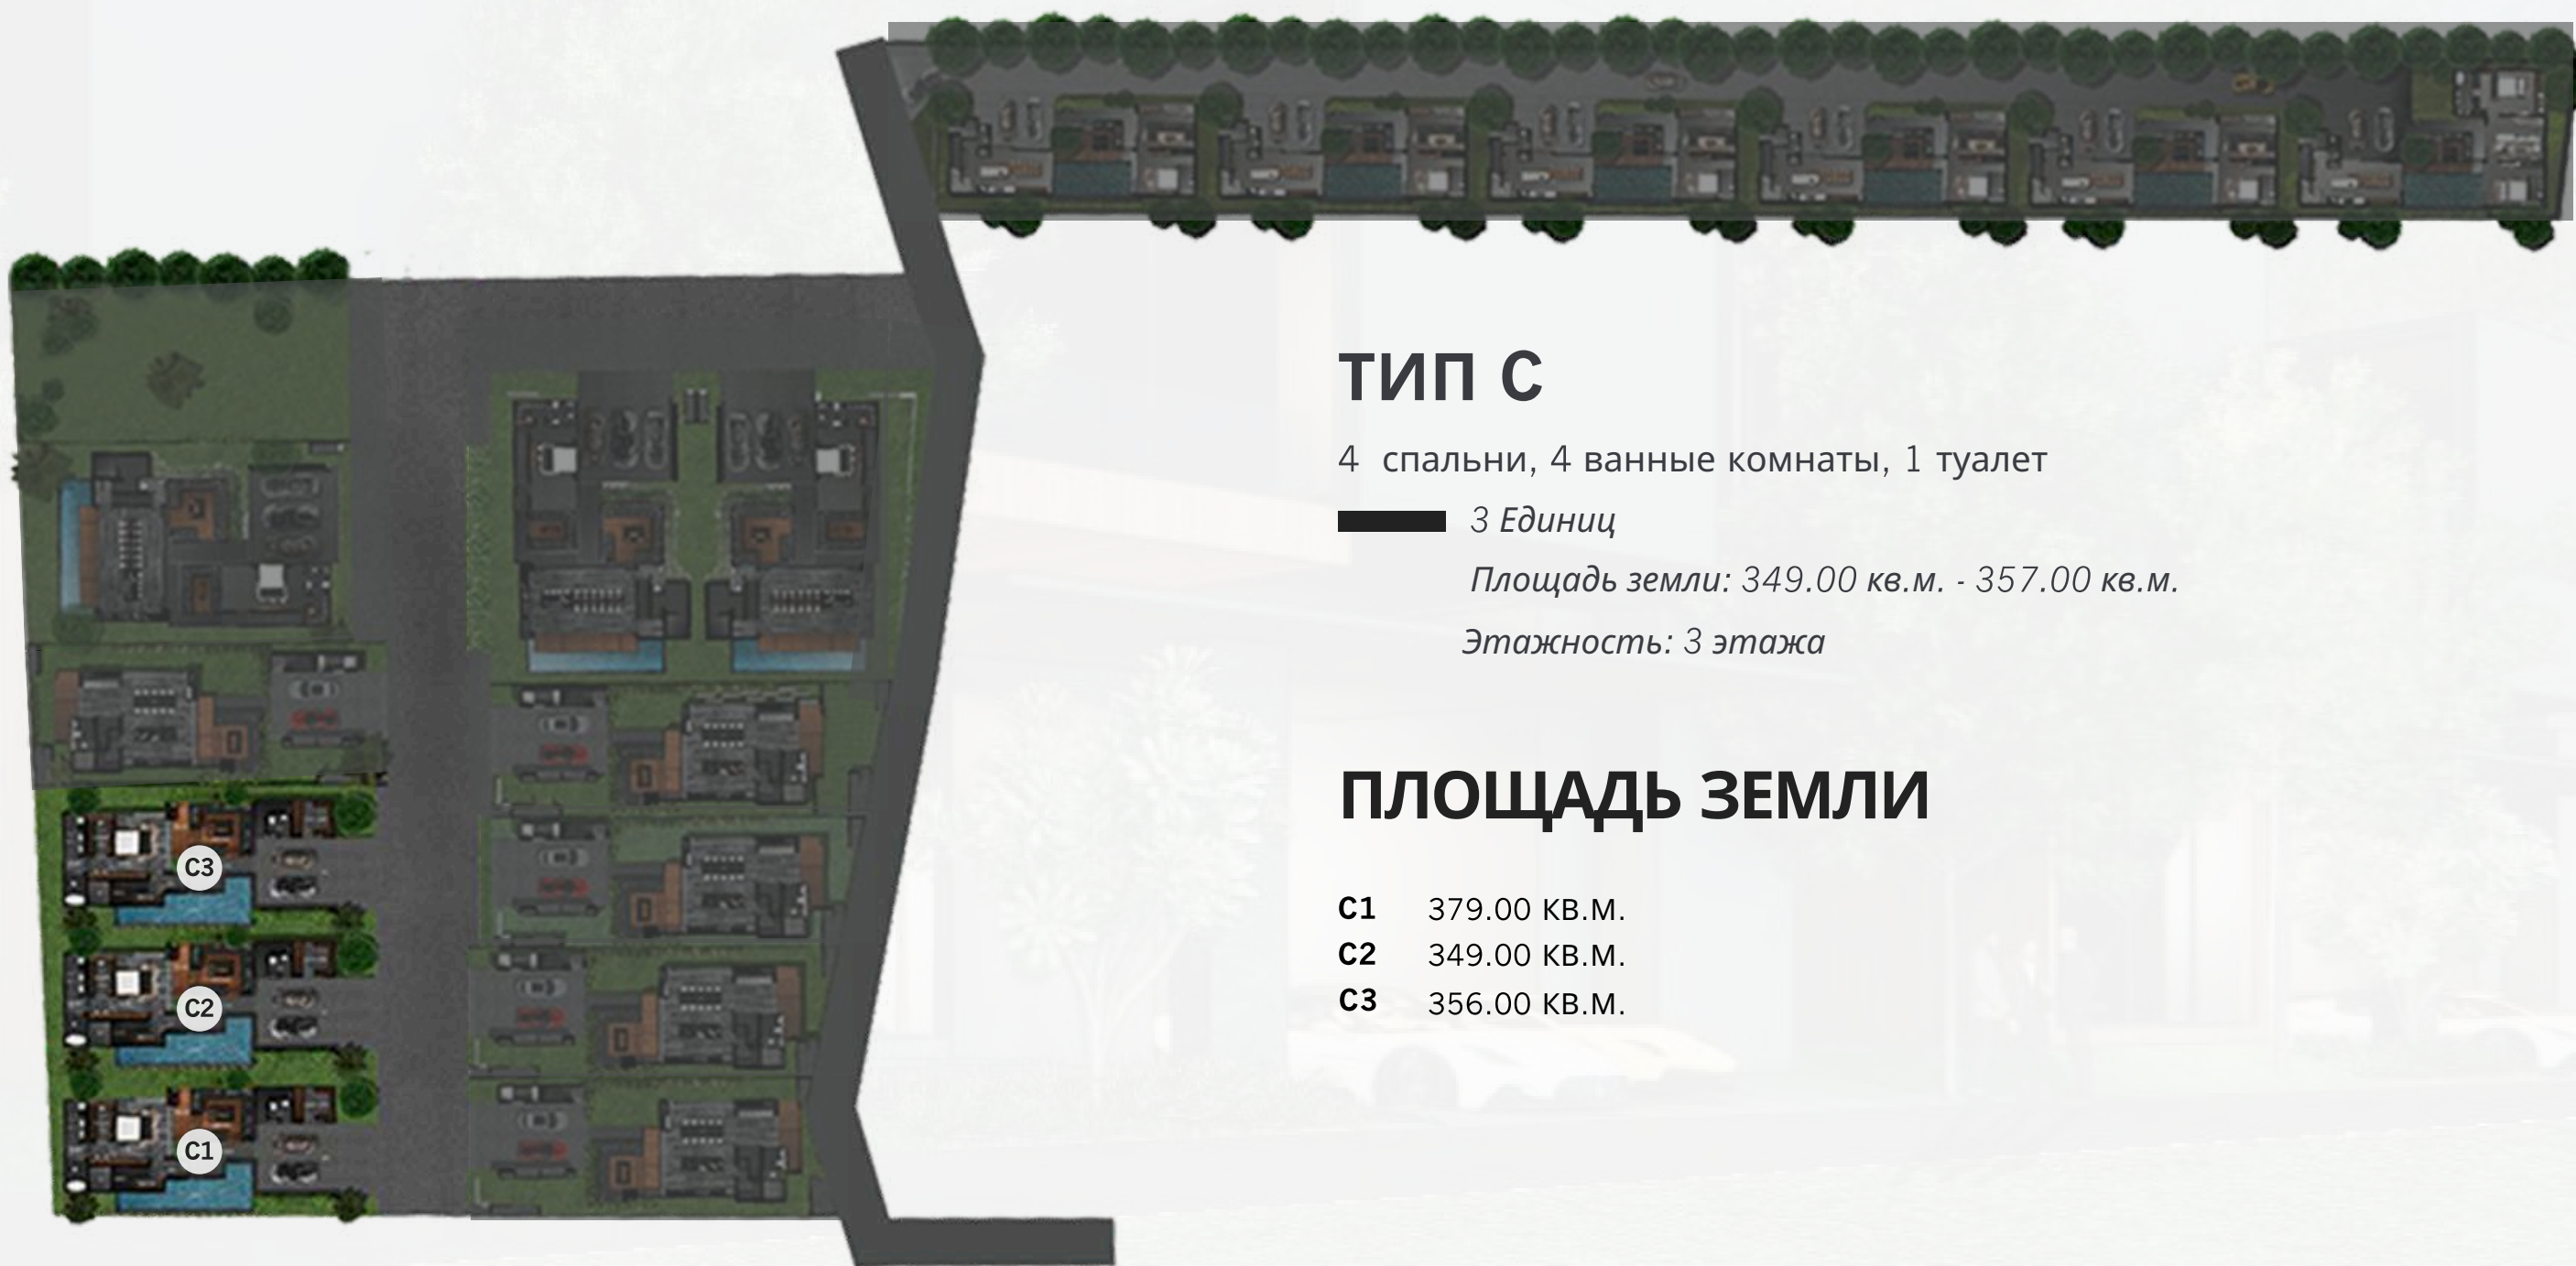 ТИП C
4 спальни, 4 ванные комнаты, 1 туалет
3 Единиц
Площадь земли: 349.00 кв.м. - 357.00 кв.м.
Этажность: 3 этажа
ПЛОЩАДЬ ЗЕМЛИ
C1 379.00 КВ.М.
C2 349.00 КВ.М.
C3 356.00 КВ.М.
C3
C2
C1